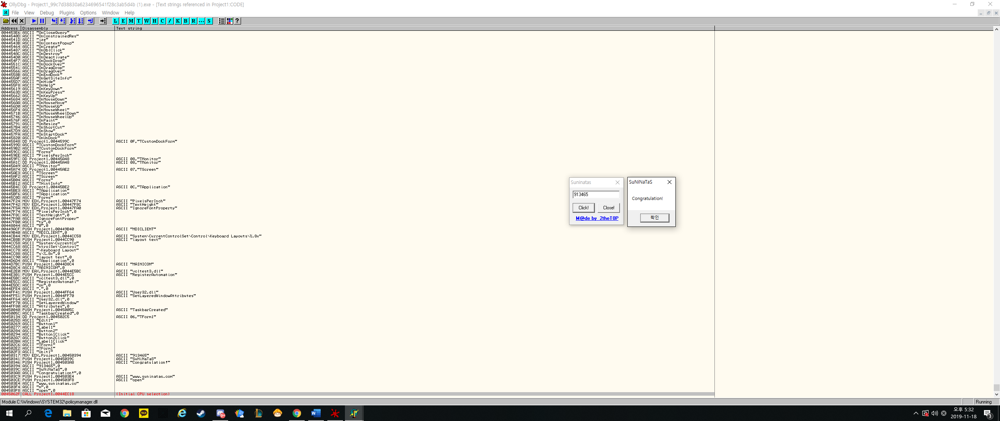 OllyDbg - Project1_99c7d38830a6234696541f28c3ab5d4b (1).exe - [Text strings referenced in Project1:CODE]
R File View Debug Plugins Options Window Help
L E M T W H C / K B R ... S ?
Address Disassembly Text string
004453E6 ASCII "OnCloseQuery"
0044540D ASCII "OnConstrainedRes"
0044541D ASCII "ize"
0044543B ASCII "OnContextPopup"
00445464 ASCII "OnCreate"
00445487 ASCII "OnDblClick"
004454AC ASCII "OnDestroy"
004454D0 ASCII "OnDeactivate"
004454F7 ASCII "OnDockDrop"
0044551C ASCII "OnDockOver"
00445541 ASCII "OnDragDrop"
00445566 ASCII "OnDragOver"
0044558B ASCII "OnEndDock"
004455AF ASCII "OnGetSiteInfo"
004455D7 ASCII "OnHide"
004455F8 ASCII "OnHelp"
00445619 ASCII "OnKeyDown"
0044563D ASCII "OnKeyPress"
00445662 ASCII "OnKeyUp"
00445684 ASCII "OnMouseDown"
004456AA ASCII "OnMouseMove"
004456D0 ASCII "OnMouseUp"
004456F4 ASCII "OnMouseWheel"
0044571B ASCII "OnMouseWheelDown"
00445746 ASCII "OnMouseWheelUp"
0044576F ASCII "OnPaint"
00445791 ASCII "OnResize"
004457B4 ASCII "OnShortCut"
004457D9 ASCII "OnShow"
004457FA ASCII "OnStartDock"
00445820 ASCII "OnUnDock"
00445848 DD Project1.0044599C ASCII 0F,"TCustomDockForm"
0044599D ASCII "TCustomDockForm"
004459B2 ASCII "TCustomDockForm"
004459CC ASCII "Forms"
004459EE ASCII "PixelsPerInch"
004459FC DD Project1.00445A48 ASCII 08,"TMonitor"
00445A1C DD Project1.00445A48 ASCII 08,"TMonitor"
00445A49 ASCII "TMonitor"
00445A74 DD Project1.00445AE2 ASCII 07,"TScreen"
00445AE3 ASCII "TScreen"
00445AF2 ASCII "TScreen"
00445B04 ASCII "Forms"
00445B12 ASCII "THintInfo"
00445B4C DD Project1.00445BE2 ASCII 0C,"TApplication"
00445BE3 ASCII "TApplication"
00445BF6 ASCII "TApplication"
00445C0D ASCII "Forms"
00447F24 MOV EDX,Project1.00447F74 ASCII "PixelsPerInch"
00447F42 MOV EDX,Project1.00447F8C ASCII "TextHeight"
00447F5A MOV EDX,Project1.00447FA0 ASCII "IgnoreFontProperty"
00447F74 ASCII "PixelsPerInch",0
00447F8C ASCII "TextHeight",0
00447FA0 ASCII "IgnoreFontProper"
00447FB0 ASCII "ty",0
00448044 ASCII "0",0
00449ACF PUSH Project1.00449B40 ASCII "MDICLIENT"
00449B40 ASCII "MDICLIENT",0
0044CB44 MOV EDX,Project1.0044CC58 ASCII "System\CurrentControlSet\Control\Keyboard Layouts\%.8x"
0044CB8B PUSH Project1.0044CC90 ASCII "layout text"
0044CC58 ASCII "System\CurrentCo"
0044CC68 ASCII "ntrolSet\Control"
0044CC78 ASCII "\Keyboard Layout"
0044CC88 ASCII "s\%.8x",0
0044CC90 ASCII "layout text",0
0044D6D4 ASCII "TApplication",0
0044D7BC PUSH Project1.0044D8C4 ASCII "MAINICON"
0044D8C4 ASCII "MAINICON",0
0044E2E0 MOV EAX,Project1.0044E5BC ASCII "vcltest3.dll"
0044E301 PUSH Project1.0044E5CC ASCII "RegisterAutomation"
0044E5BC ASCII "vcltest3.dll",0
0044E5CC ASCII "RegisterAutomati"
0044E5DC ASCII "on",0
0044EFE4 ASCII ".",0
0044FF41 PUSH Project1.0044FF64 ASCII "User32.dll"
0044FF51 PUSH Project1.0044FF70 ASCII "SetLayeredWindowAttributes"
0044FF64 ASCII "User32.dll",0
0044FF70 ASCII "SetLayeredWindow"
0044FF80 ASCII "Attributes",0
00450040 PUSH Project1.0045005C ASCII "TaskbarCreated"
0045005C ASCII "TaskbarCreated",0
00450134 DD Project1.004502C5 ASCII 06,"TForm1"
0045025D ASCII "Edit1"
00450269 ASCII "Button1"
00450277 ASCII "Label1"
00450284 ASCII "Button2"
00450294 ASCII "Button1Click"
004502A7 ASCII "Button2Click"
004502BA ASCII "Label1Click"
004502C6 ASCII "TForm1"
004502E2 ASCII "TForm1"
004502F3 ASCII "Unit1"
00450317 MOV EDX,Project1.00450394 ASCII "913465"
00450341 PUSH Project1.0045039C ASCII "SuNiNaTaS"
00450346 PUSH Project1.004503A8 ASCII "Congratulation!"
00450394 ASCII "913465",0
0045039C ASCII "SuNiNaTaS",0
004503A8 ASCII "Congratulation!",0
004503C9 PUSH Project1.004503E4 ASCII "www.suninatas.com"
004503CE PUSH Project1.004503F8 ASCII "open"
004503E4 ASCII "www.suninatas.co"
004503F4 ASCII "m",0
004503F8 ASCII "open",0
0045062F CALL Project1.0044EC18 (Initial CPU selection)
Suninatas
913465
Click! Close!
M@de by 2theT0P
SuNiNaTaS
Congratulation!
확인
Module C:\Windows\SYSTEM32\policymanager.dll Running
TALK
9+
오후 5:32
2019-11-18
3